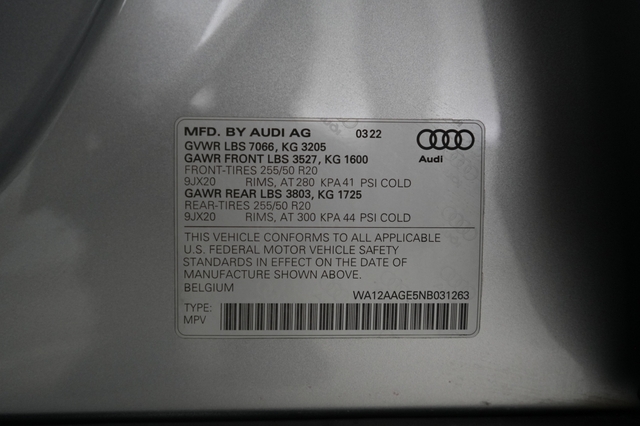 MFD. BY AUDI AG 03 22
GVWR LBS 7066, KG 3205
GAWR FRONT LBS 3527, KG 1600
FRONT-TIRES 255/50 R20
9JX20 RIMS, AT 280 KPA 41 PSI COLD
GAWR REAR LBS 3803, KG 1725
REAR-TIRES 255/50 R20
9JX20 RIMS, AT 300 KPA 44 PSI COLD
Audi
THIS VEHICLE CONFORMS TO ALL APPLICABLE
U.S. FEDERAL MOTOR VEHICLE SAFETY
STANDARDS IN EFFECT ON THE DATE OF
MANUFACTURE SHOWN ABOVE.
BELGIUM WA12AAGE5NB031263
TYPE:
MPV